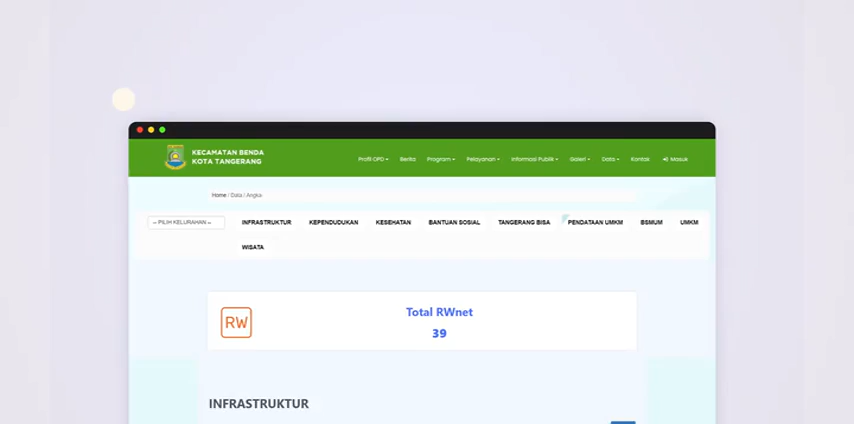 KECAMATAN BENDA
KOTA TANGERANG
Profil OPD Berita Program Pelayanan Informasi Publik Galeri Data Kontak Masuk
Home / Data / Angka
-- PILIH KELURAHAN -- INFRASTRUKTUR KEPENDUDUKAN KESEHATAN BANTUAN SOSIAL TANGERANG BISA PENDATAAN UMKM BSMUM UMKM
WISATA
RW
Total RWnet
39
INFRASTRUKTUR